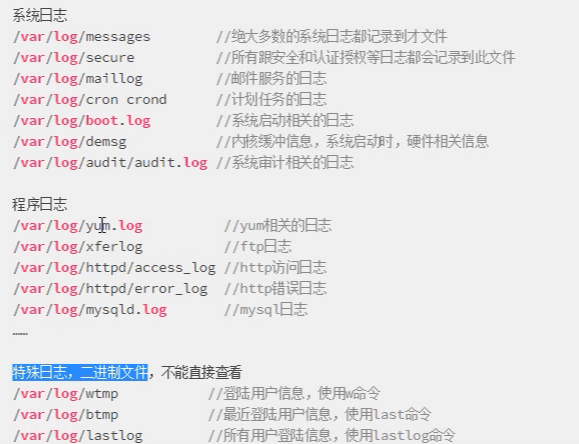 系统日志
/var/log/messages //绝大多数的系统日志都记录到才文件
/var/log/secure //所有跟安全和认证授权等日志都会记录到此文件
/var/log/maillog //邮件服务的日志
/var/log/cron crond //计划任务的日志
/var/log/boot.log //系统启动相关的日志
/var/log/demsg //内核缓冲信息，系统启动时，硬件相关信息
/var/log/audit/audit.log //系统审计相关的日志
程序日志
/var/log/yum.log //yum相关的日志
/var/log/xferlog //ftp日志
/var/log/httpd/access_log //http访问日志
/var/log/httpd/error_log //http错误日志
/var/log/mysqld.log //mysql日志
……
特殊日志，二进制文件，不能直接查看
/var/log/wtmp //登陆用户信息，使用w命令
/var/log/btmp //最近登陆用户信息，使用last命令
/var/log/lastlog //所有用户登陆信息，使用lastlog命令